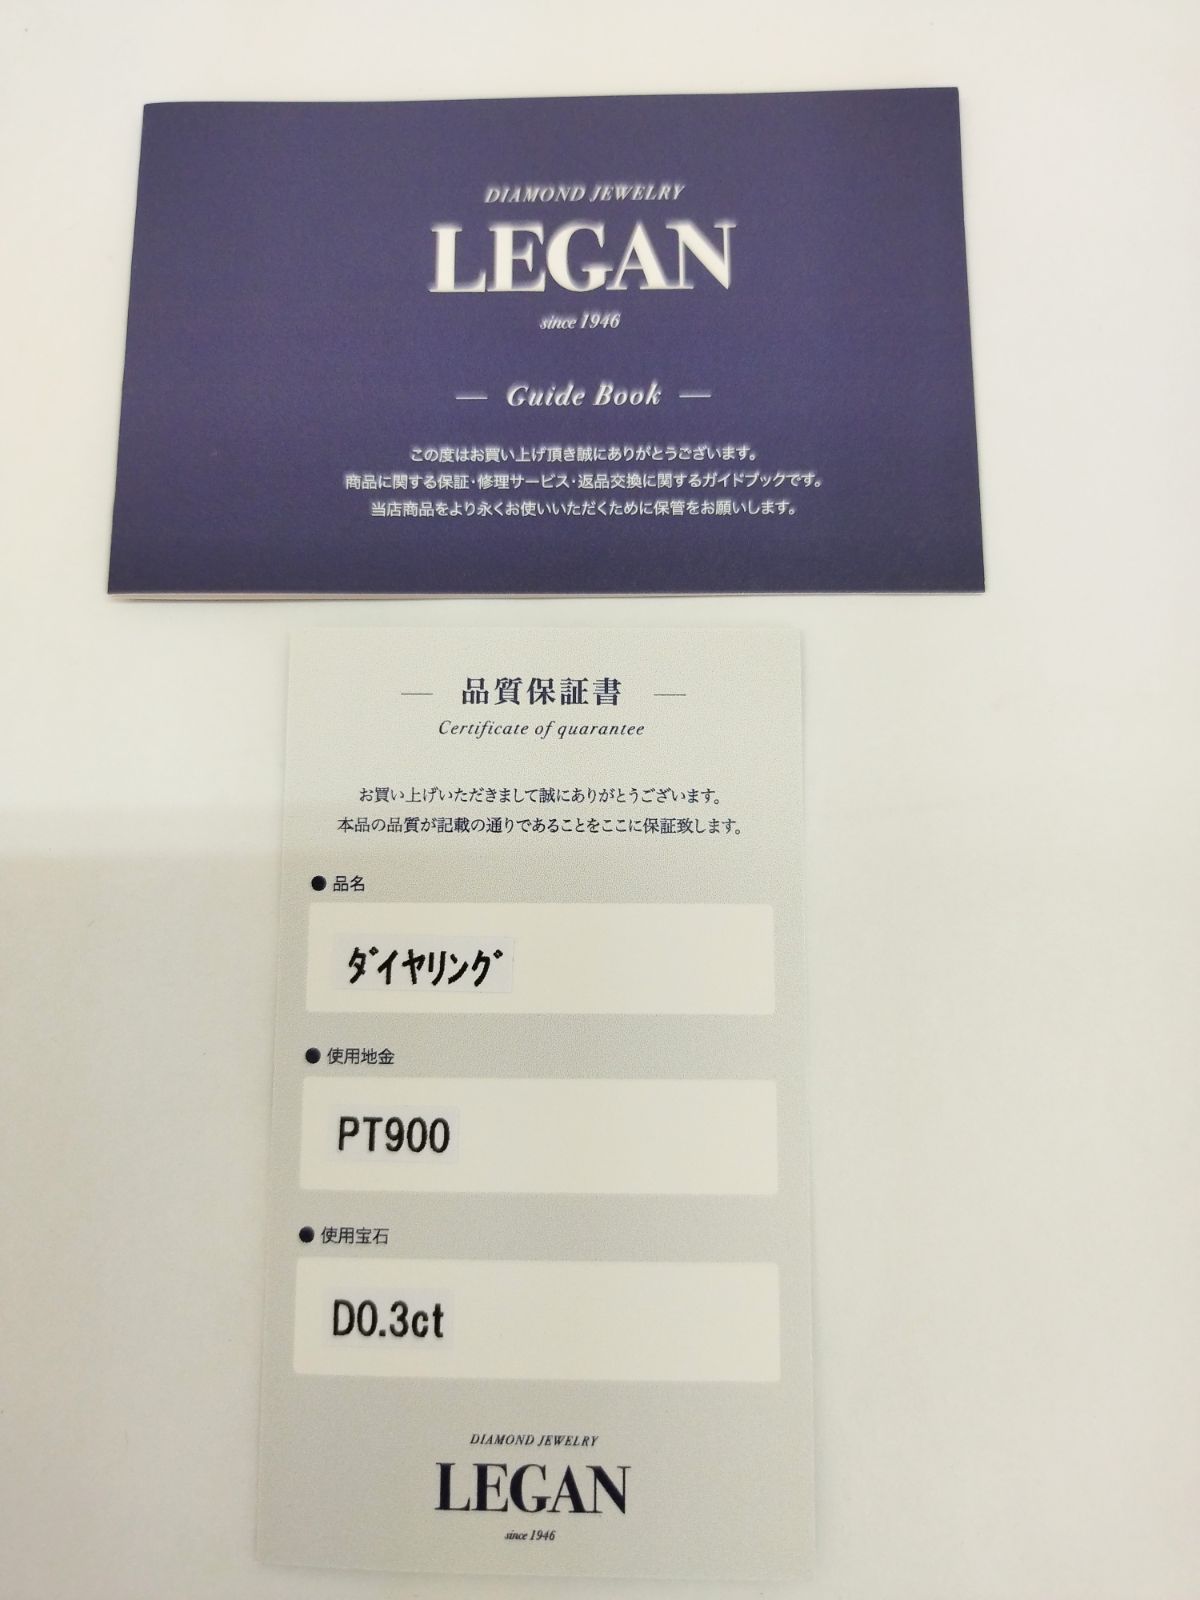 DIAMOND JEWELRY
LEGAN
since 1946
— Guide Book —
この度はお買い上げ頂き誠にありがとうございます。
商品に関する保証・修理サービス・返品交換に関するガイドブックです。
当店商品をより永くお使いいただくために保管をお願いします。
— 品質保証書 —
Certificate of quarantee
お買い上げいただきまして誠にありがとうございます。
本品の品質が記載の通りであることをここに保証致します。
● 品名
ﾀﾞイヤリング
● 使用地金
PT900
● 使用宝石
D0.3ct
DIAMOND JEWELRY
LEGAN
since 1946